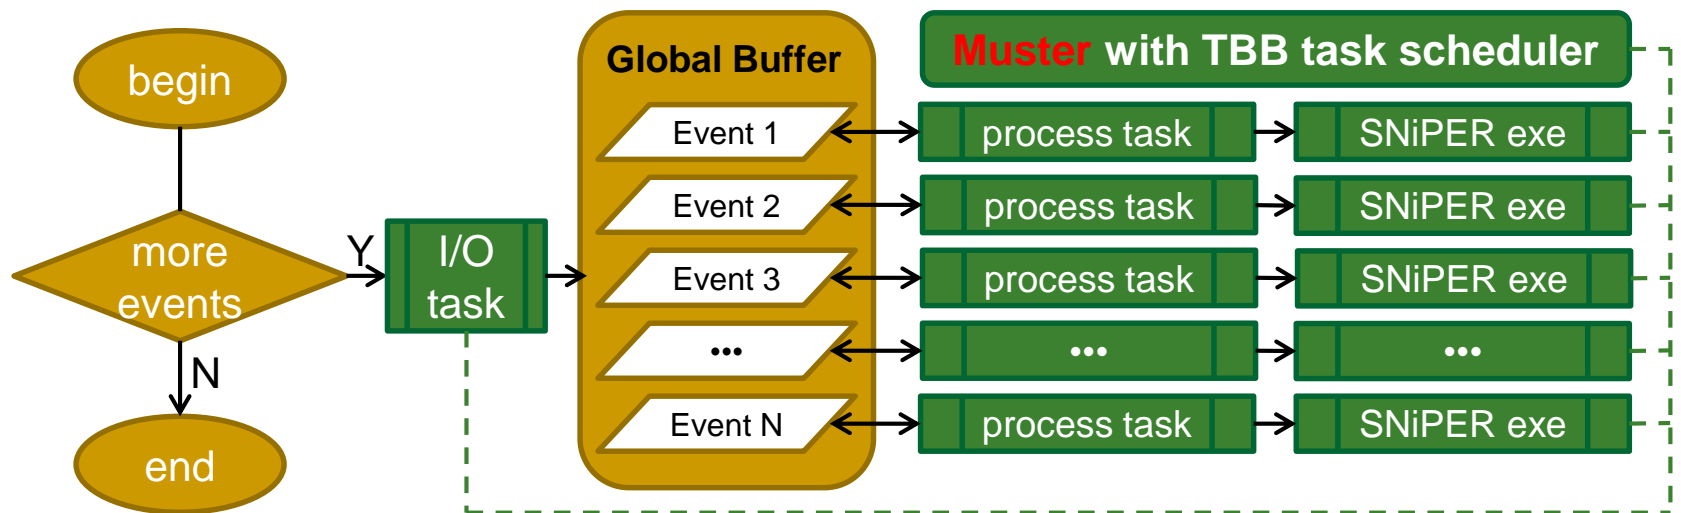 begin
more
events
Y
N
end
I/O
task
Global Buffer
Event 1
Event 2
Event 3
•••
Event N
Muster with TBB task scheduler
process task
SNiPER exe
process task
SNiPER exe
process task
SNiPER exe
•••
•••
process task
SNiPER exe